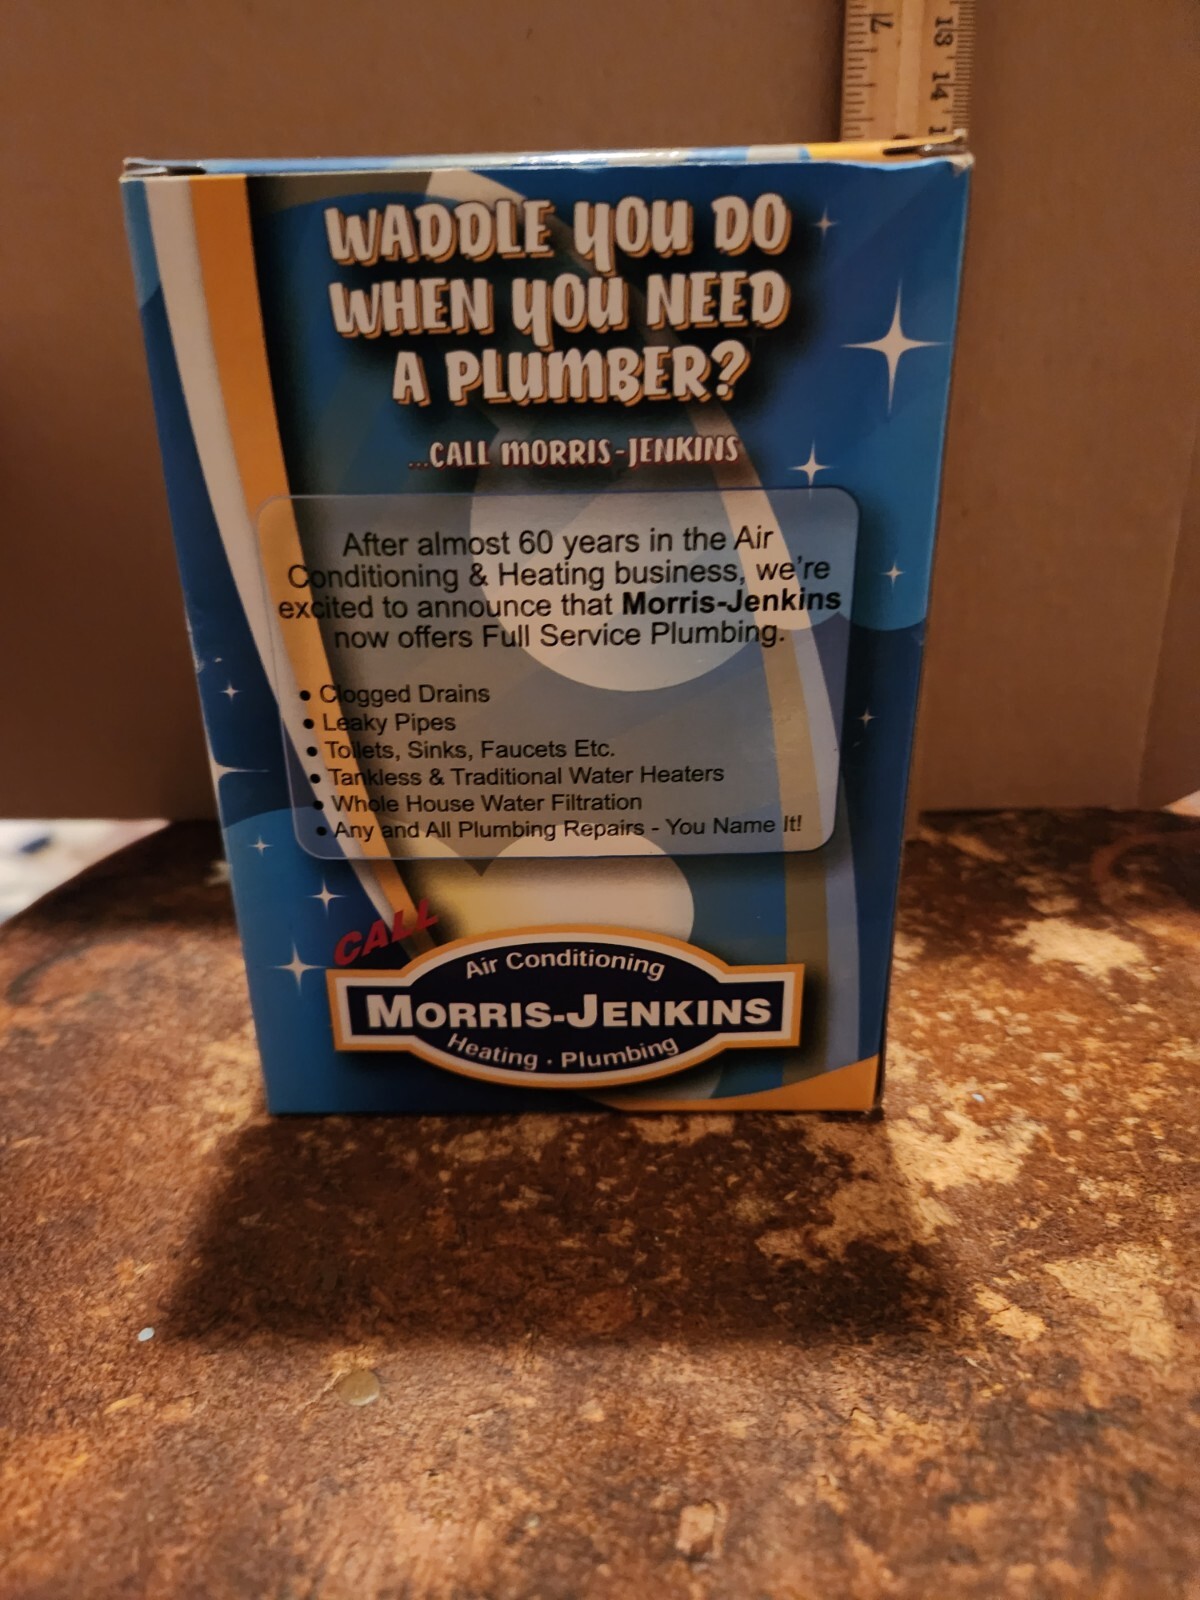 7
13
14
1
WADDLE YOU DO
WHEN YOU NEED
A PLUMBER?
...CALL MORRIS-JENKINS
After almost 60 years in the Air
Conditioning & Heating business, we're
excited to announce that Morris-Jenkins
now offers Full Service Plumbing.
• Clogged Drains
• Leaky Pipes
• Toilets, Sinks, Faucets Etc.
• Tankless & Traditional Water Heaters
• Whole House Water Filtration
• Any and All Plumbing Repairs - You Name It!
CALL
Air Conditioning
MORRIS-JENKINS
Heating · Plumbing